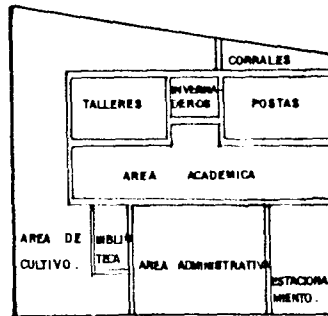 CORRALES
TALLERES
INVERNA
DEROS
POSTAS
AREA ACADEMICA
AREA DE
CULTIVO.
BIBLIO
TECA
AREA ADMINISTRATIVA
ESTACIONA
MIENTO.